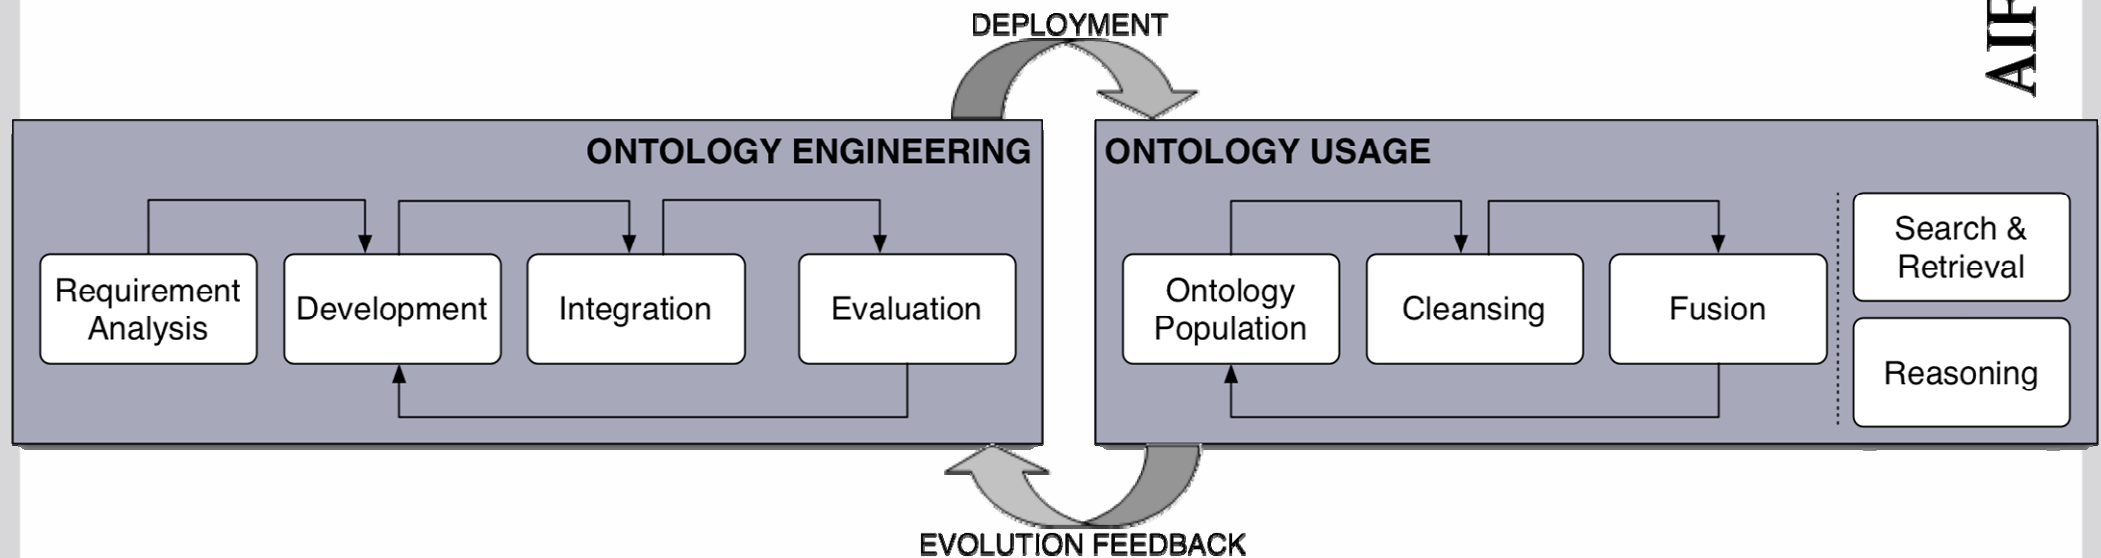 DEPLOYMENT
AIF
ONTOLOGY ENGINEERING
Requirement
Analysis
Development
Integration
Evaluation
ONTOLOGY USAGE
Ontology
Population
Cleansing
Fusion
Search &
Retrieval
Reasoning
EVOLUTION FEEDBACK